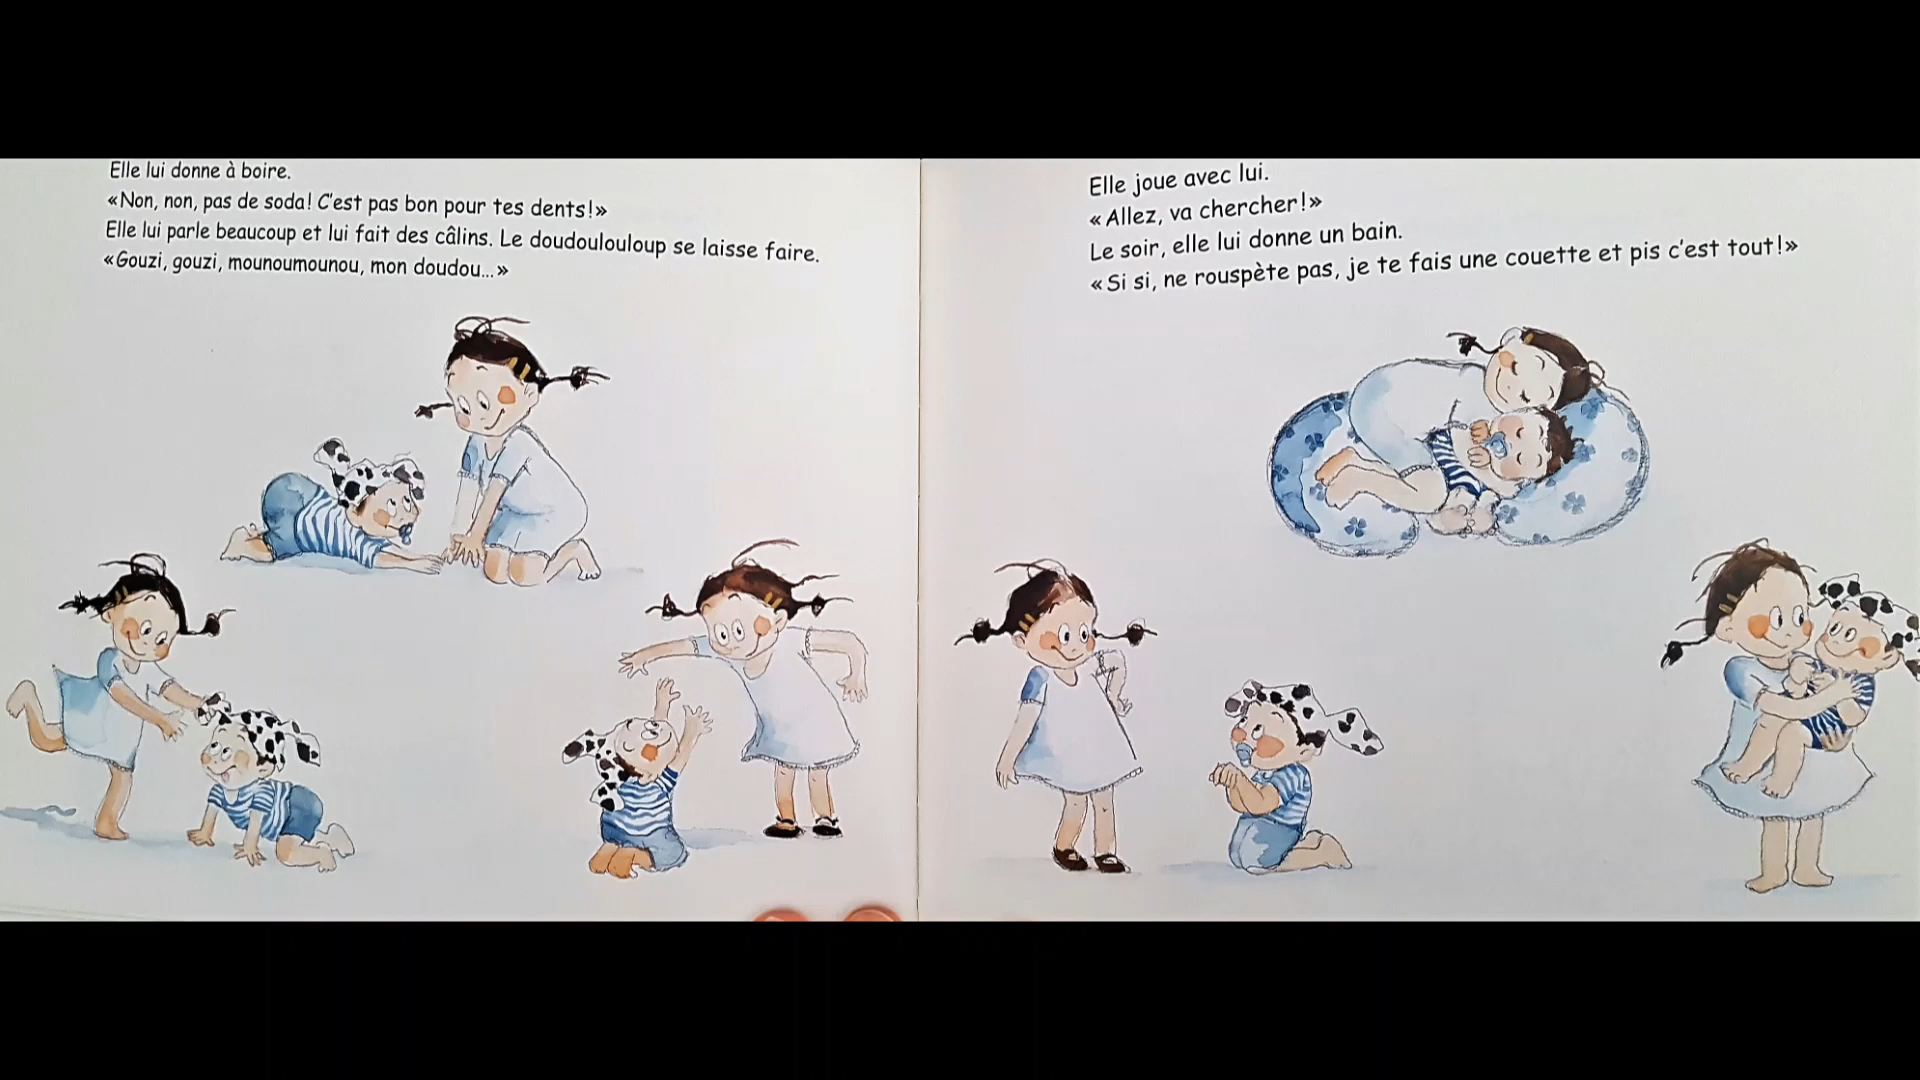 Elle lui donne à boire.
«Non, non, pas de soda! C'est pas bon pour tes dents!»
Elle lui parle beaucoup et lui fait des câlins. Le doudoulouloup se laisse faire.
«Gouzi, gouzi, mounoumounou, mon doudou...»
Elle joue avec lui.
«Allez, va chercher!»
Le soir, elle lui donne un bain.
«Si si, ne rouspète pas, je te fais une couette et pis c'est tout!»